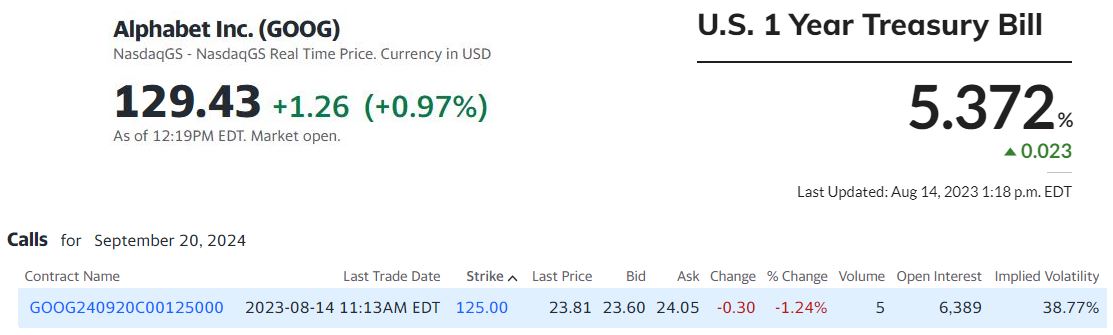 Alphabet Inc. (GOOG)
NasdaqGS - NasdaqGS Real Time Price. Currency in USD
129.43 +1.26 (+0.97%)
As of 12:19PM EDT. Market open.
U.S. 1 Year Treasury Bill
5.372%
▲ 0.023
Last Updated: Aug 14, 2023 1:18 p.m. EDT
Calls for September 20, 2024
Contract Name Last Trade Date Strike Last Price Bid Ask Change % Change Volume Open Interest Implied Volatility
GOOG240920C00125000 2023-08-14 11:13AM EDT 125.00 23.81 23.60 24.05 -0.30 -1.24% 5 6,389 38.77%